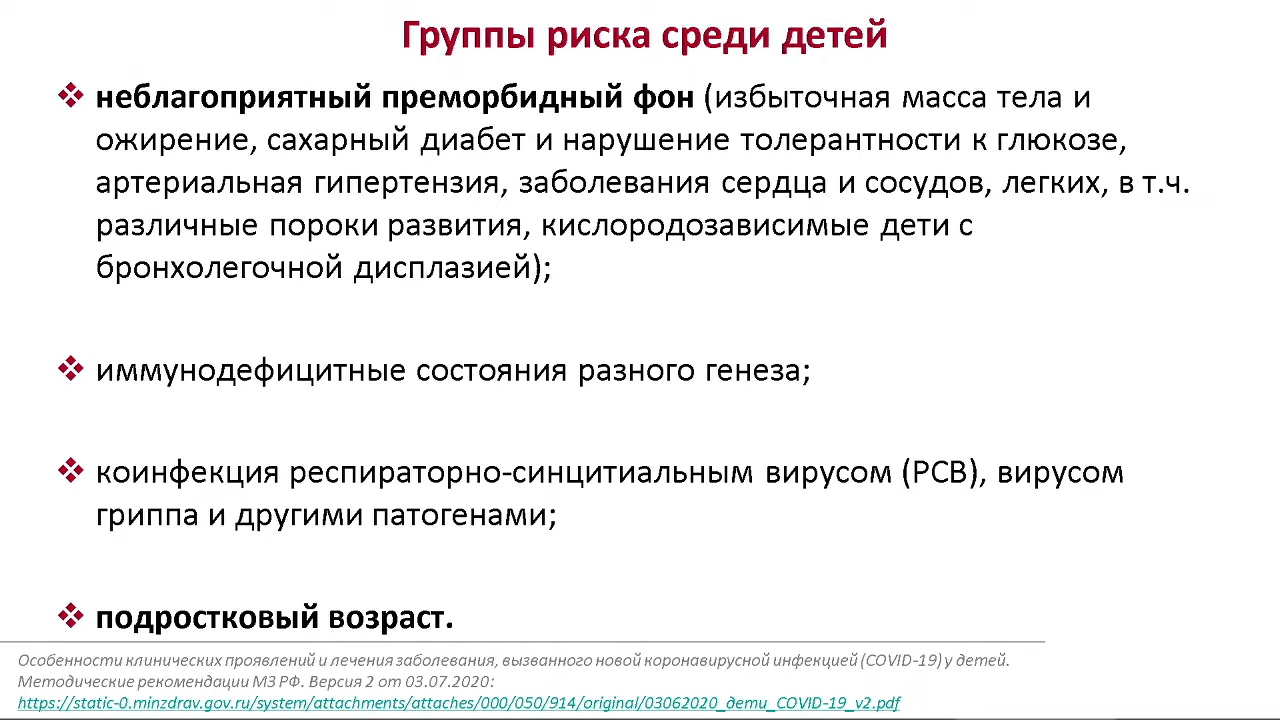 Группы риска среди детей
❖ неблагоприятный преморбидный фон (избыточная масса тела и
ожирение, сахарный диабет и нарушение толерантности к глюкозе,
артериальная гипертензия, заболевания сердца и сосудов, легких, в т.ч.
различные пороки развития, кислородозависимые дети с
бронхолегочной дисплазией);
❖ иммунодефицитные состояния разного генеза;
❖ коинфекция респираторно-синцитиальным вирусом (РСВ), вирусом
гриппа и другими патогенами;
❖ подростковый возраст.
Особенности клинических проявлений и лечения заболевания, вызванного новой коронавирусной инфекцией (COVID-19) у детей.
Методические рекомендации МЗ РФ. Версия 2 от 03.07.2020:
https://static-0.minzdrav.gov.ru/system/attachments/attaches/000/050/914/original/03062020_дети_COVID-19_v2.pdf